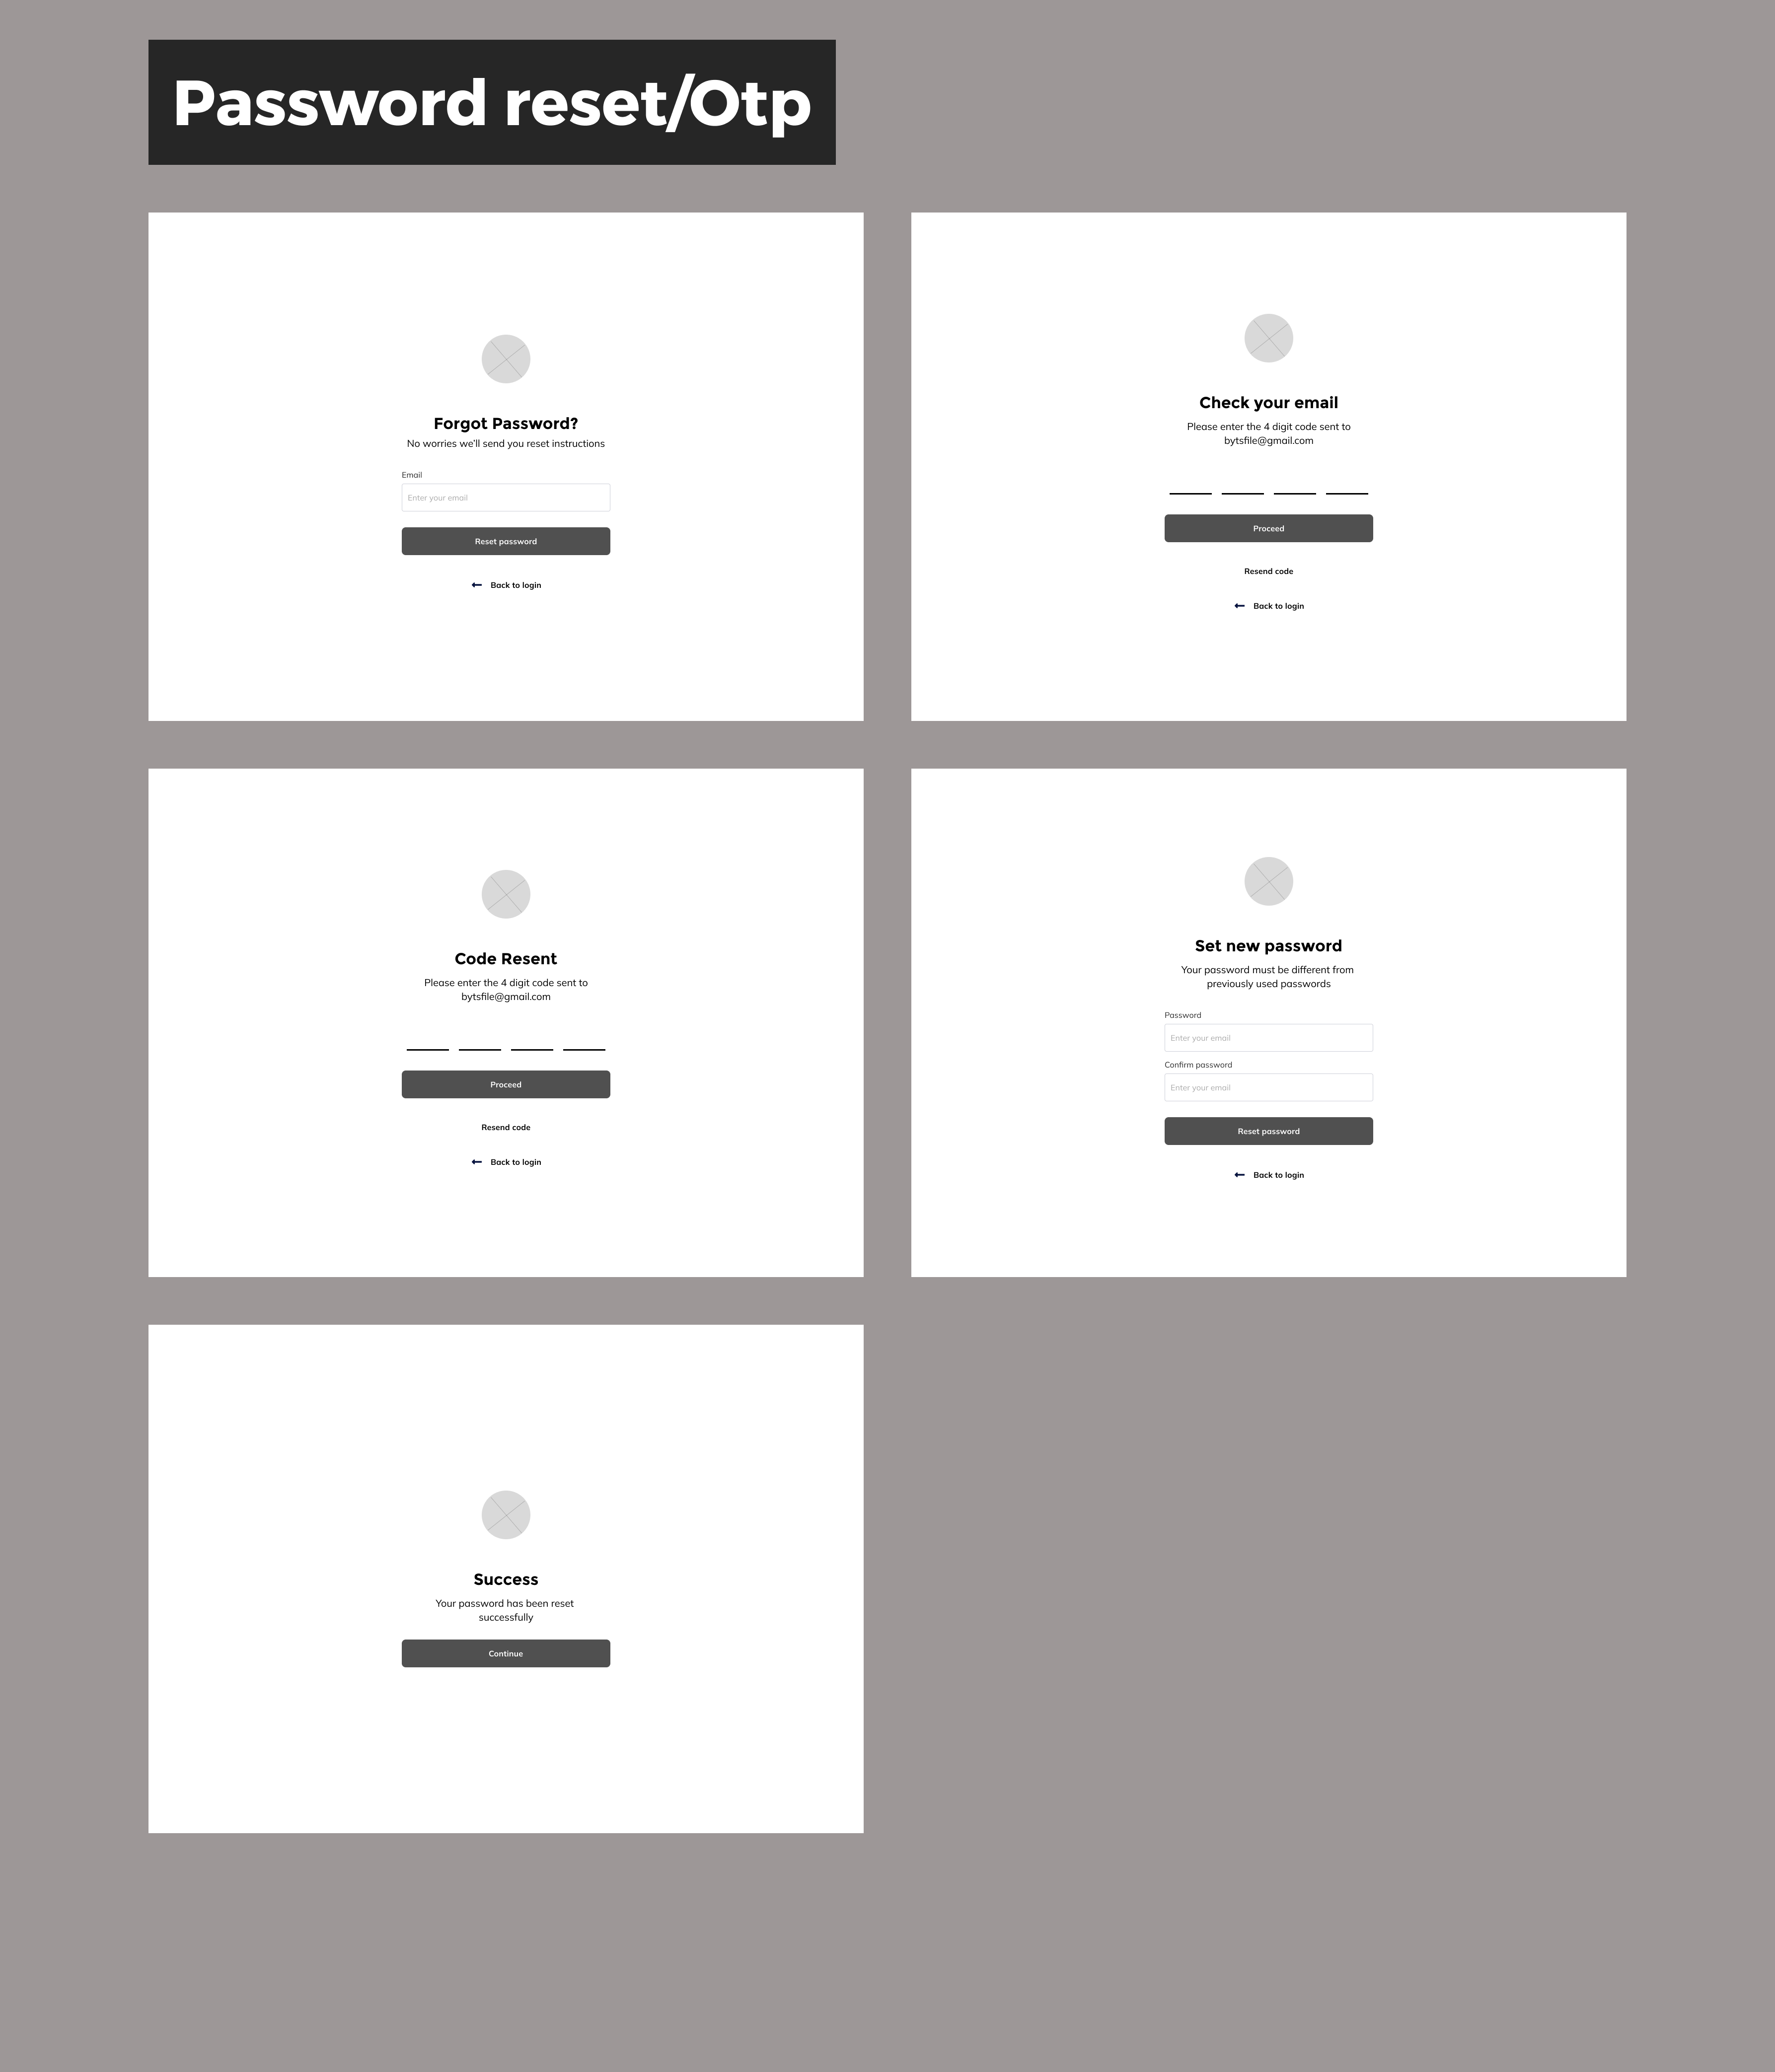 Password reset/Otp
Forgot Password?
No worries we'll send you reset instructions
Email
Enter your email
Reset password
Back to login
Check your email
Please enter the 4 digit code sent to
bytsfile@gmail.com
Proceed
Resend code
Back to login
Code Resent
Please enter the 4 digit code sent to
bytsfile@gmail.com
Proceed
Resend code
Back to login
Set new password
Your password must be different from
previously used passwords
Password
Enter your email
Confirm password
Enter your email
Reset password
Back to login
Success
Your password has been reset
successfully
Continue